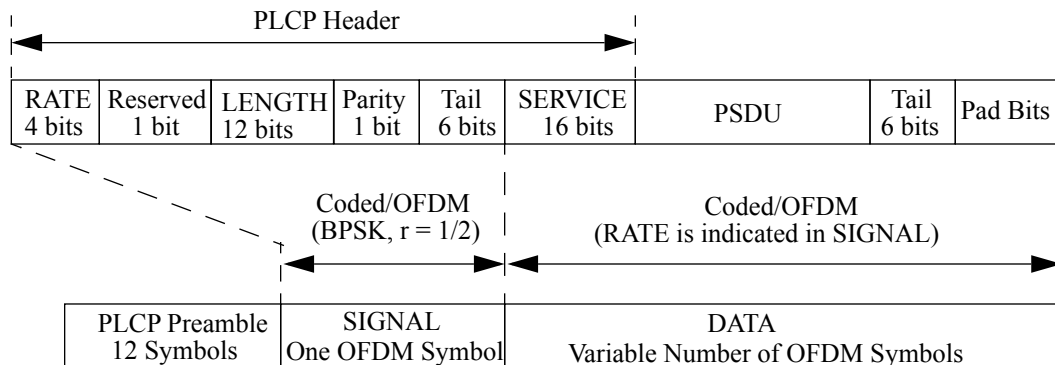 PLCP Header
RATE Reserved LENGTH Parity Tail SERVICE PSDU Tail Pad Bits
4 bits 1 bit 12 bits 1 bit 6 bits 16 bits 6 bits
Coded/OFDM Coded/OFDM
(BPSK, r = 1/2) (RATE is indicated in SIGNAL)
PLCP Preamble SIGNAL DATA
12 Symbols One OFDM Symbol Variable Number of OFDM Symbols